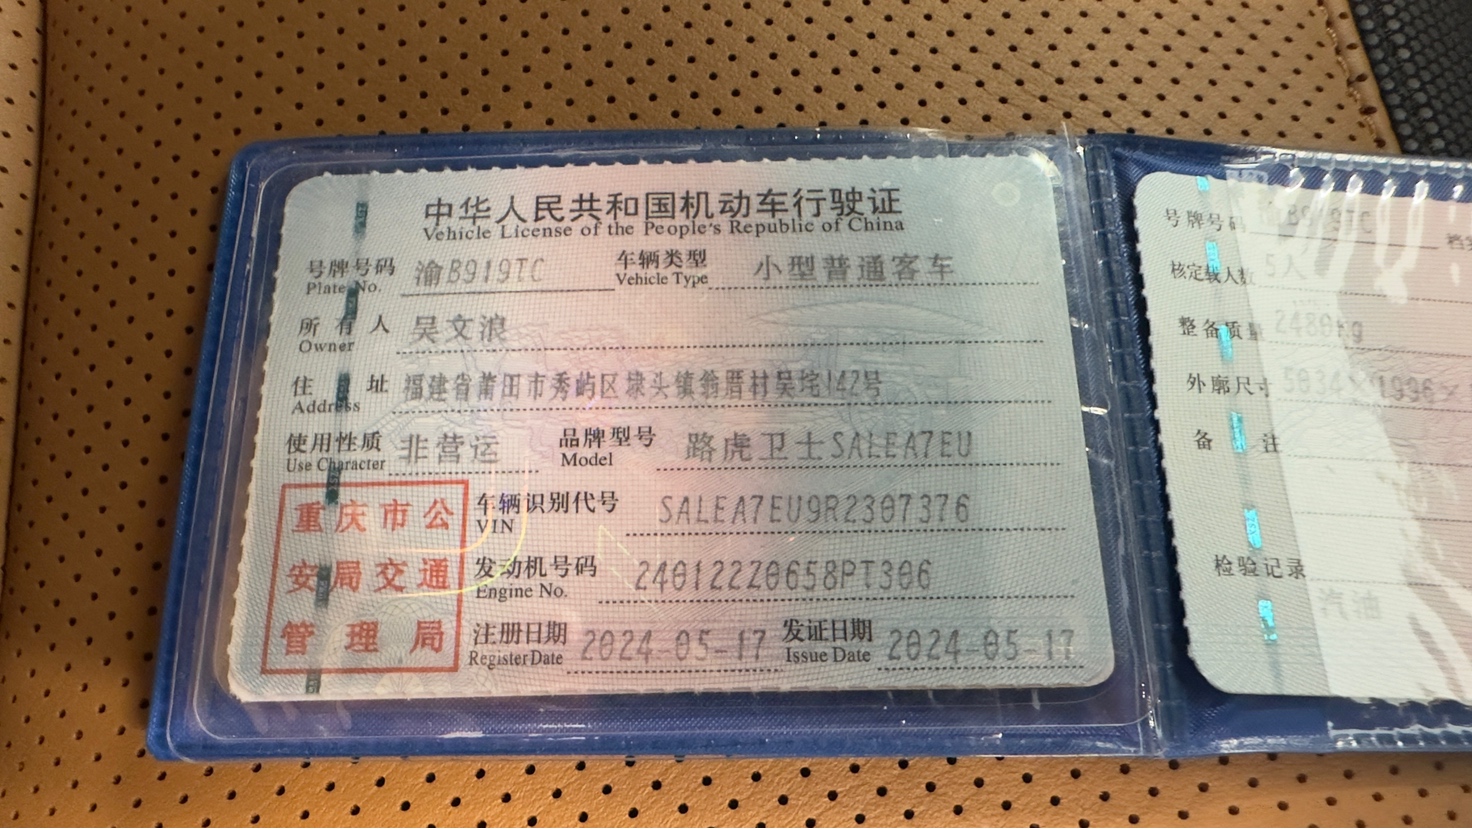 中华人民共和国机动车行驶证
Vehicle License of the People's Republic of China
号牌号码 渝B919TC 车辆类型 小型普通客车
Plate No. Vehicle Type
所有人 吴文浪
Owner
住址 福建省莆田市秀屿区埭头镇翁厝村吴垞142号
Address
使用性质 非营运 品牌型号 路虎卫士SALEA7EU
Use Character Model
重庆市公
安局交通
管理局
车辆识别代号 SALEA7EU9R2307376
VIN
发动机号码 240122Z0658PT306
Engine No.
注册日期 2024-05-17 发证日期 2024-05-17
Register Date Issue Date
号牌号码 B919TC
核定载人数 5人
整备质量 2480kg
外廓尺寸 5034×1996×
备注
检验记录
汽油